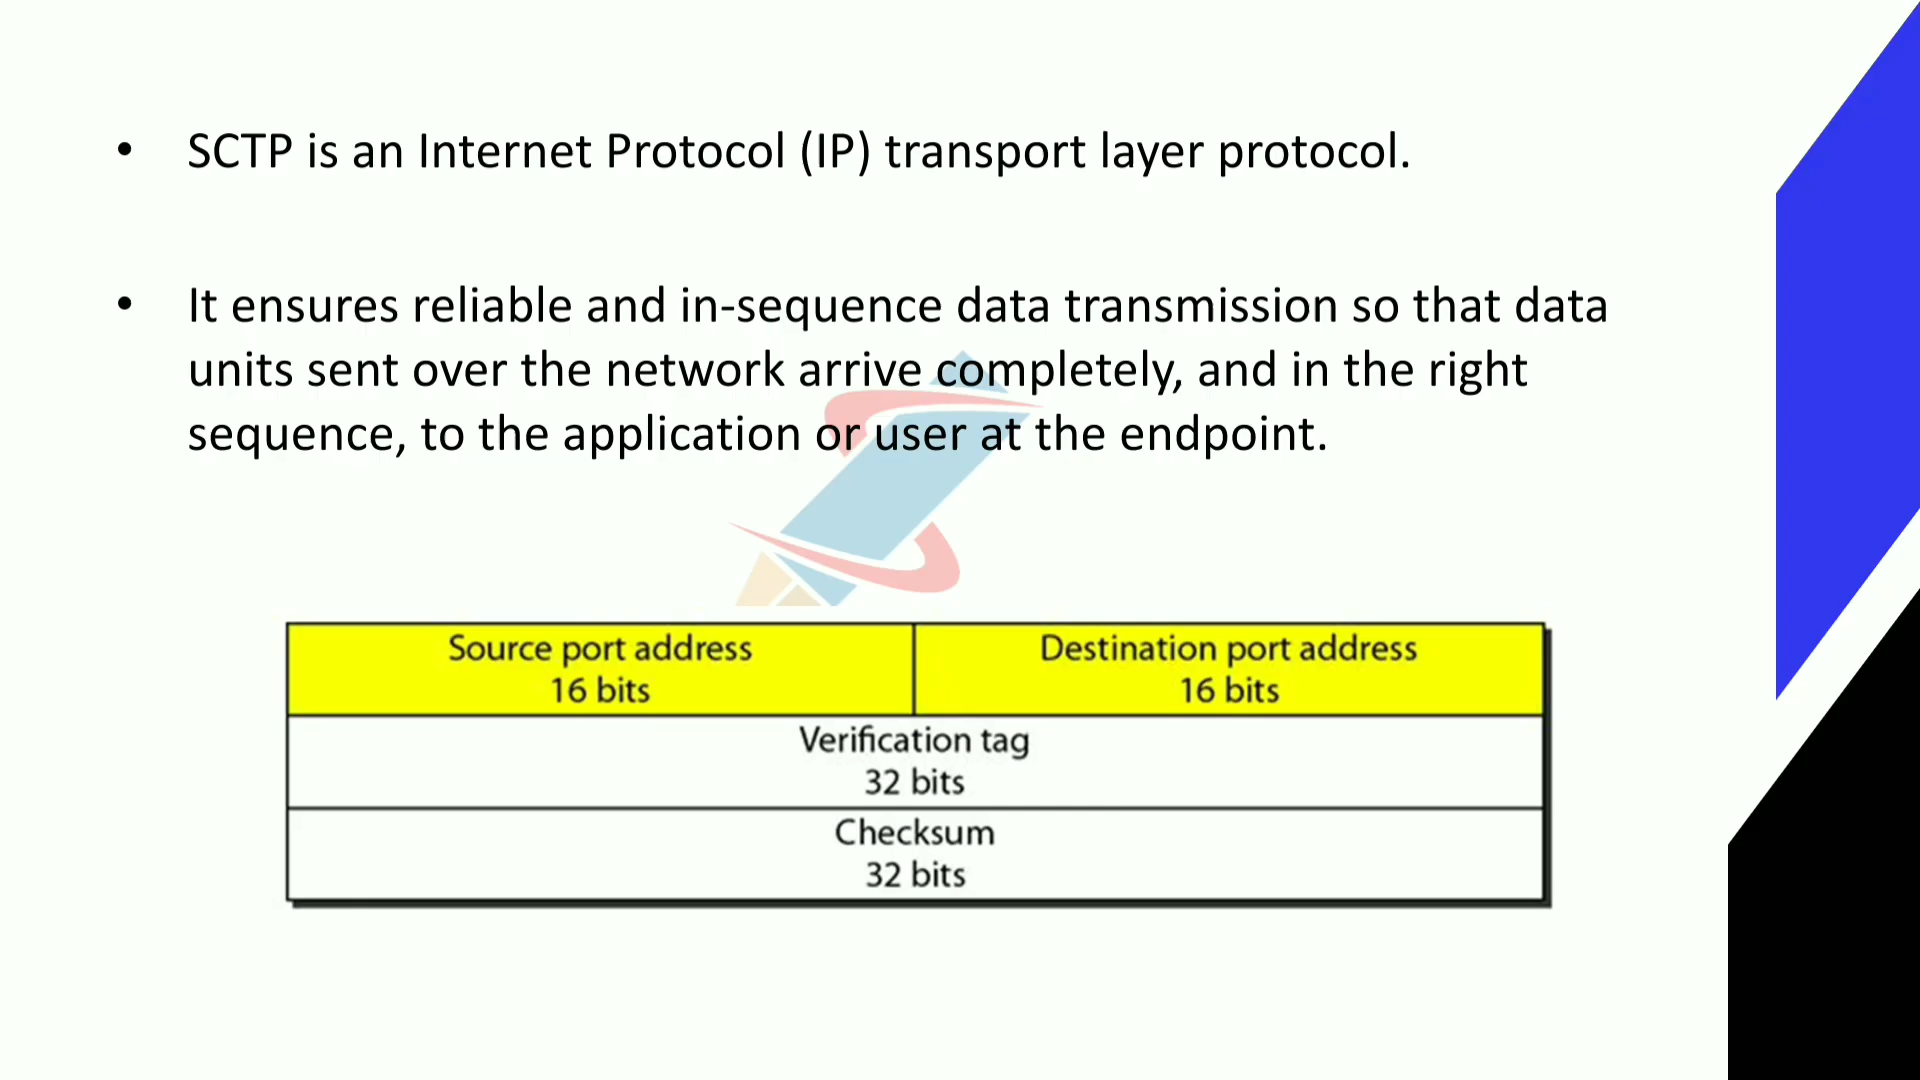 • SCTP is an Internet Protocol (IP) transport layer protocol.
• It ensures reliable and in-sequence data transmission so that data
units sent over the network arrive completely, and in the right
sequence, to the application or user at the endpoint.
Source port address
16 bits
Destination port address
16 bits
Verification tag
32 bits
Checksum
32 bits